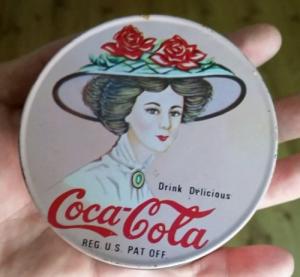 Drink Delicious
Coca-Cola
REG. U.S. PAT OFF